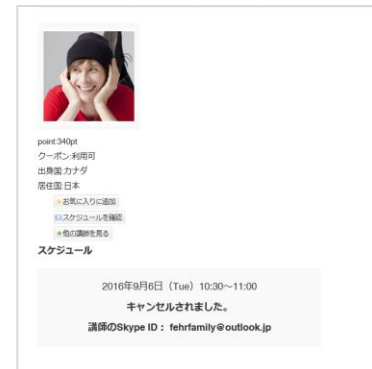 point:340pt
クーポン:利用可
出身国:カナダ
居住国:日本
お気に入りに追加
スケジュールを確認
他の講師を見る
スケジュール
2016年9月6日（Tue）10:30～11:00
キャンセルされました。
講師のSkype ID： fehrfamily@outlook.jp